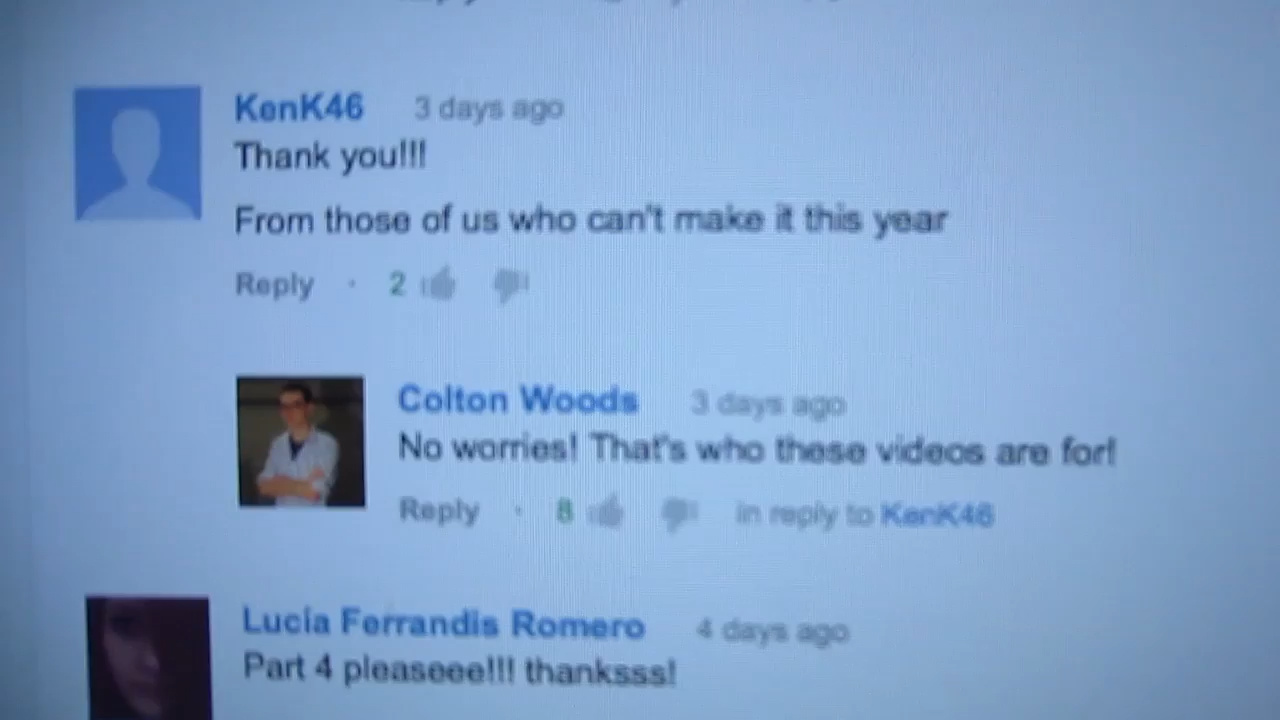 KenK46 3 days ago
Thank you!!!
From those of us who can't make it this year
Reply · 2
Colton Woods 3 days ago
No worries! That's who these videos are for!
Reply · 8 in reply to KenK46
Lucía Ferrandis Romero 4 days ago
Part 4 pleaseee!!! thanksss!